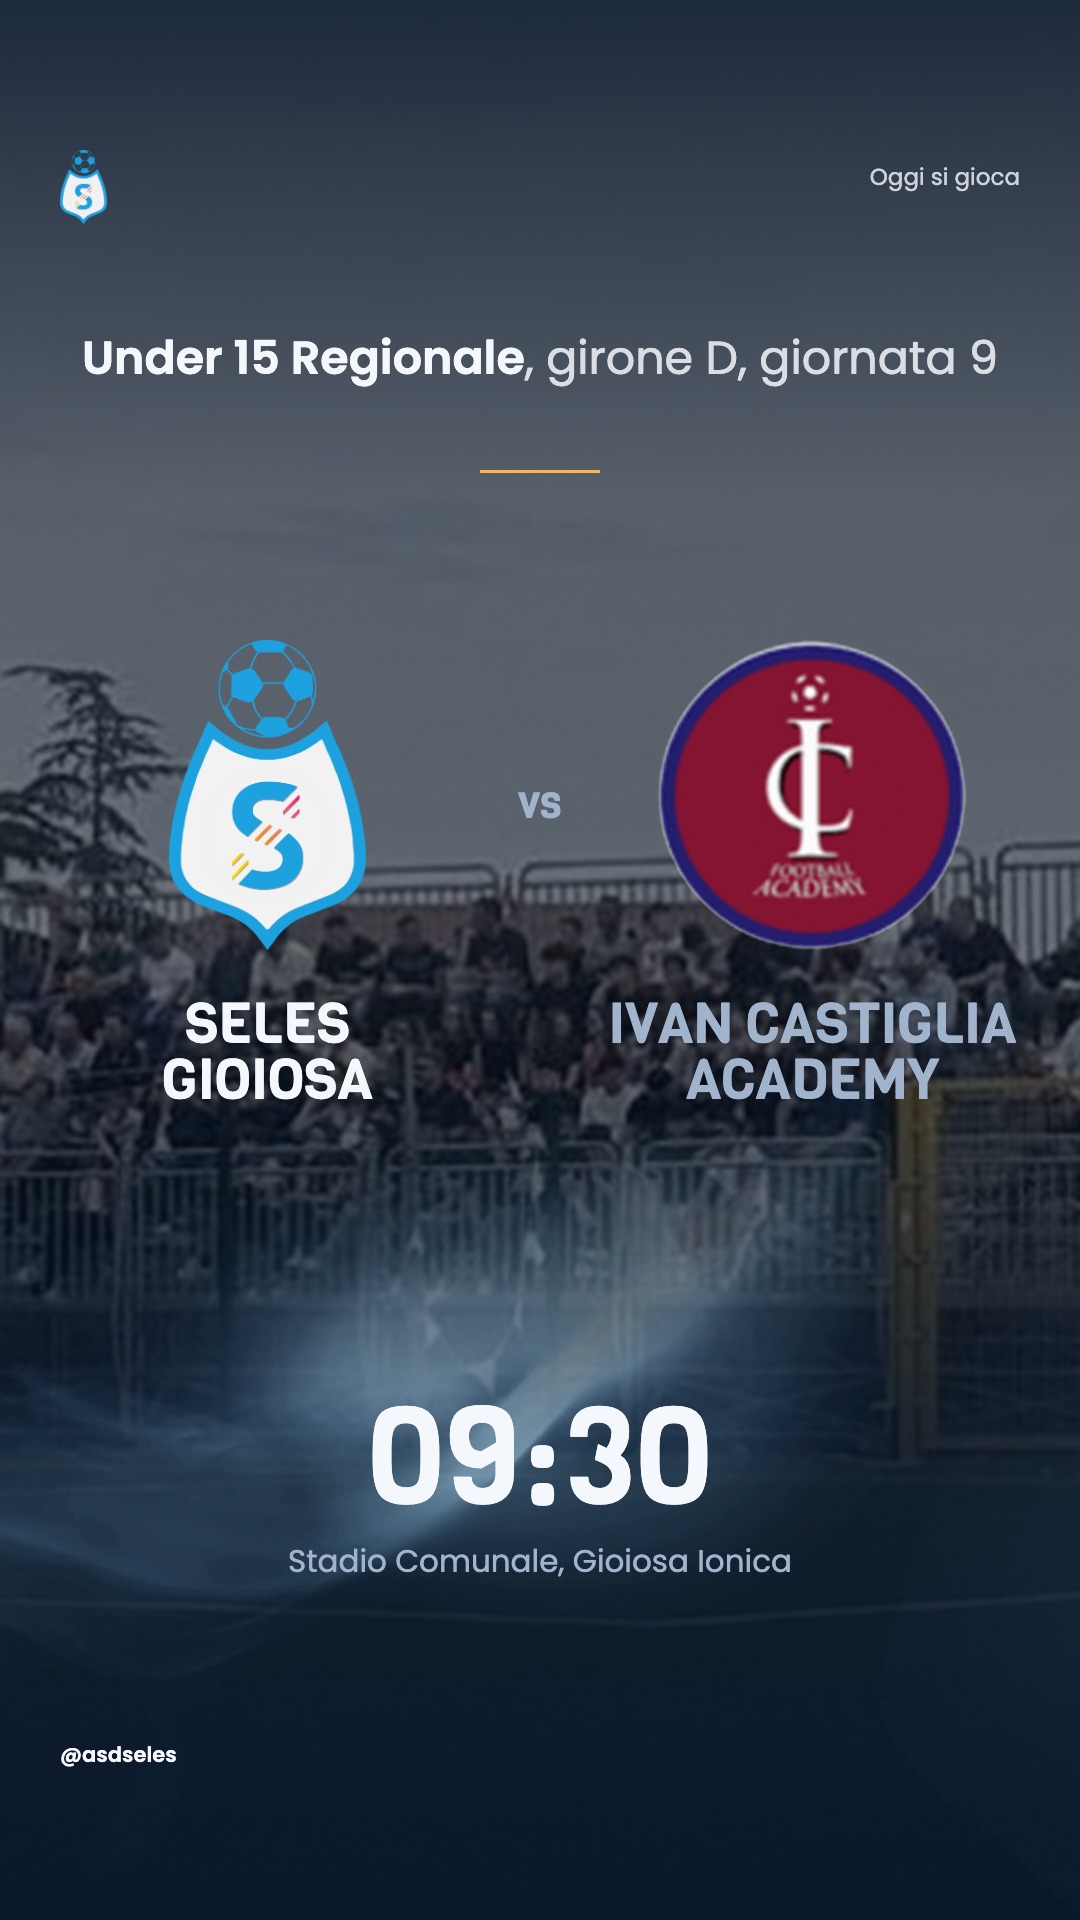 S
Oggi si gioca
Under 15 Regionale, girone D, giornata 9
S
VS
IC
FOOTBALL
ACADEMY
SELES
GIOIOSA
IVAN CASTIGLIA
ACADEMY
09:30
Stadio Comunale, Gioiosa Ionica
@asdseles